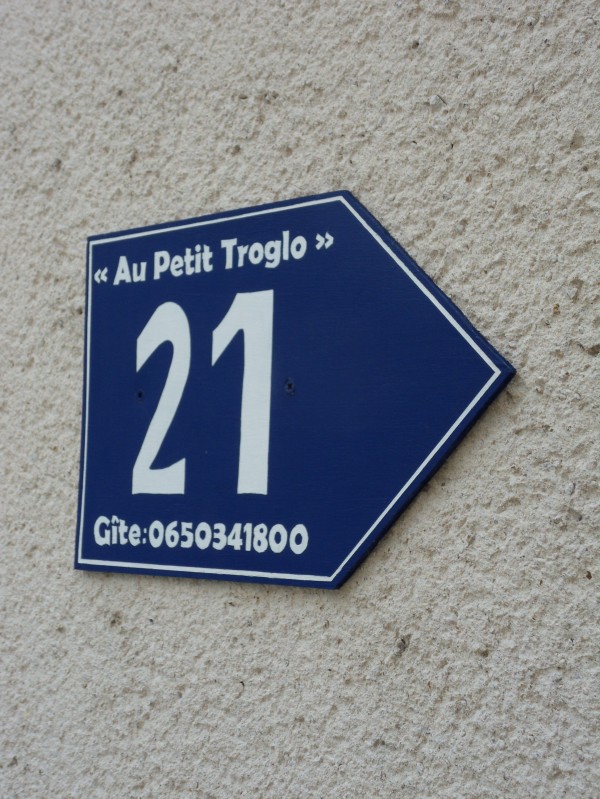 « Au Petit Troglo »
21
Gîte:0650341800